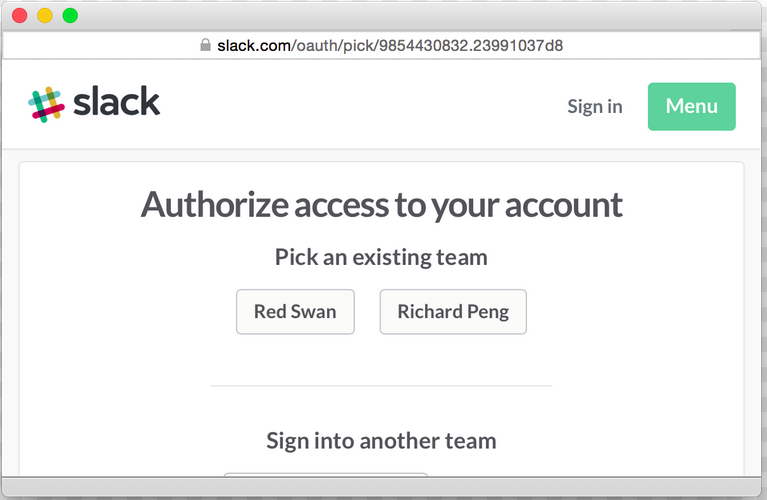 slack.com/oauth/pick/9854430832.23991037d8
slack
Sign in
Menu
Authorize access to your account
Pick an existing team
Red Swan
Richard Peng
Sign into another team